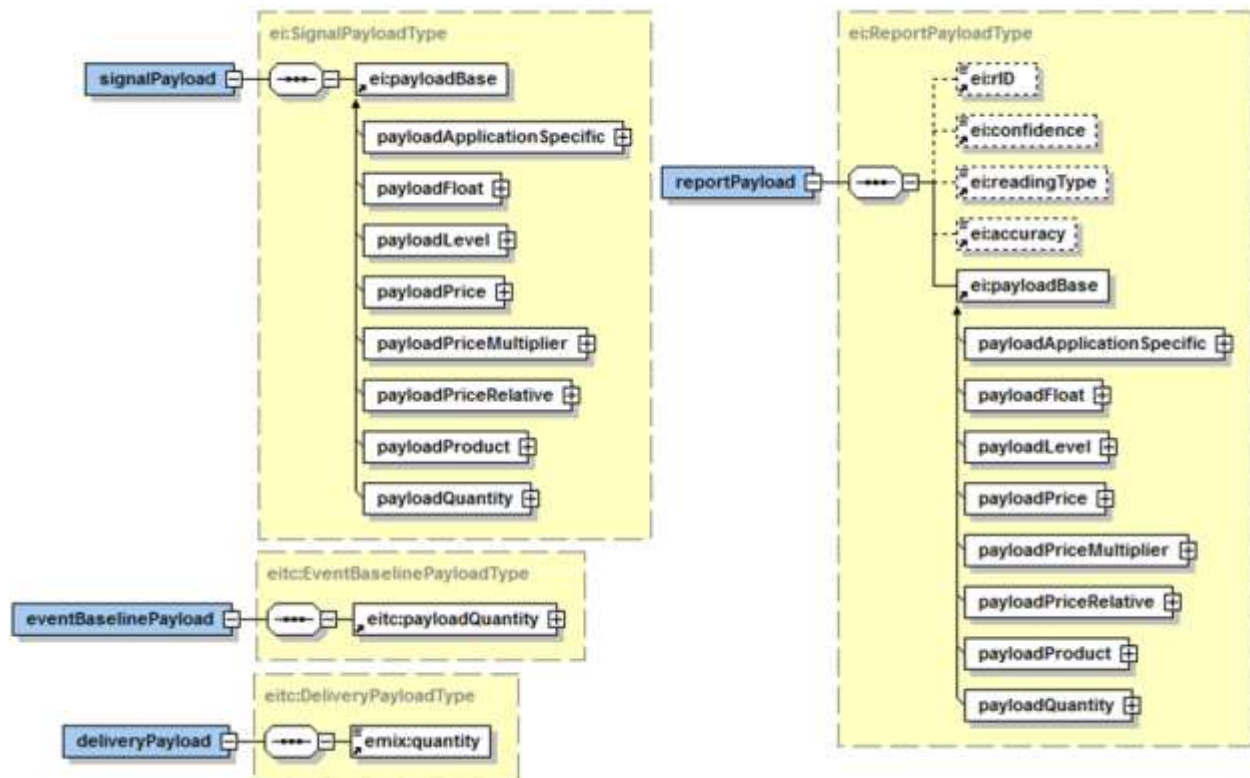 ei:SignalPayloadType
signalPayload
ei:payloadBase
payloadApplicationSpecific
payloadFloat
payloadLevel
payloadPrice
payloadPriceMultiplier
payloadPriceRelative
payloadProduct
payloadQuantity
eitc:EventBaselinePayloadType
eventBaselinePayload
eitc:payloadQuantity
eitc:DeliveryPayloadType
deliveryPayload
emix:quantity
ei:ReportPayloadType
reportPayload
ei:rID
ei:confidence
ei:readingType
ei:accuracy
ei:payloadBase
payloadApplicationSpecific
payloadFloat
payloadLevel
payloadPrice
payloadPriceMultiplier
payloadPriceRelative
payloadProduct
payloadQuantity